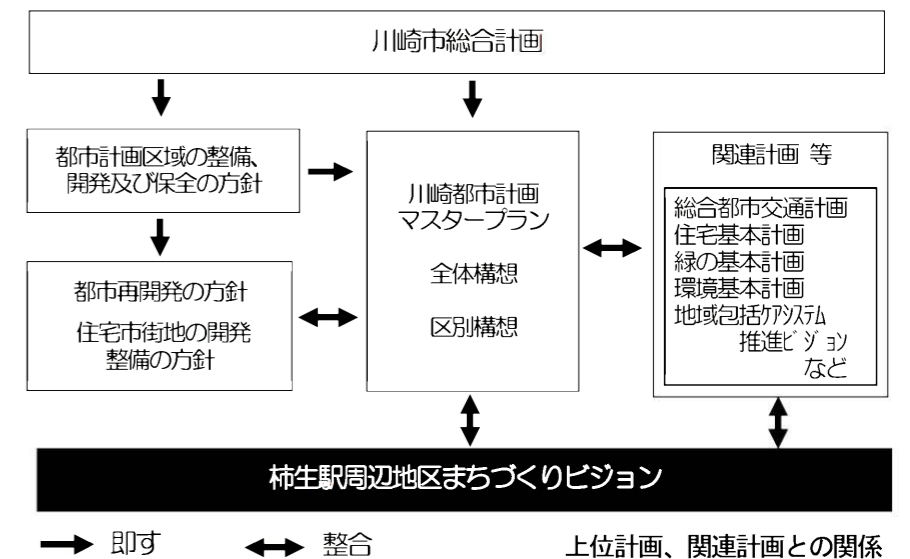 川崎市総合計画
都市計画区域の整備、
開発及び保全の方針
都市再開発の方針
住宅市街地の開発
整備の方針
川崎都市計画
マスタープラン
全体構想
区別構想
関連計画 等
総合都市交通計画
住宅基本計画
緑の基本計画
環境基本計画
地域包括ｹｱｼｽﾃﾑ
推進ﾋﾞｼﾞｮﾝ
など
柿生駅周辺地区まちづくりビジョン
即す
整合
上位計画、関連計画との関係